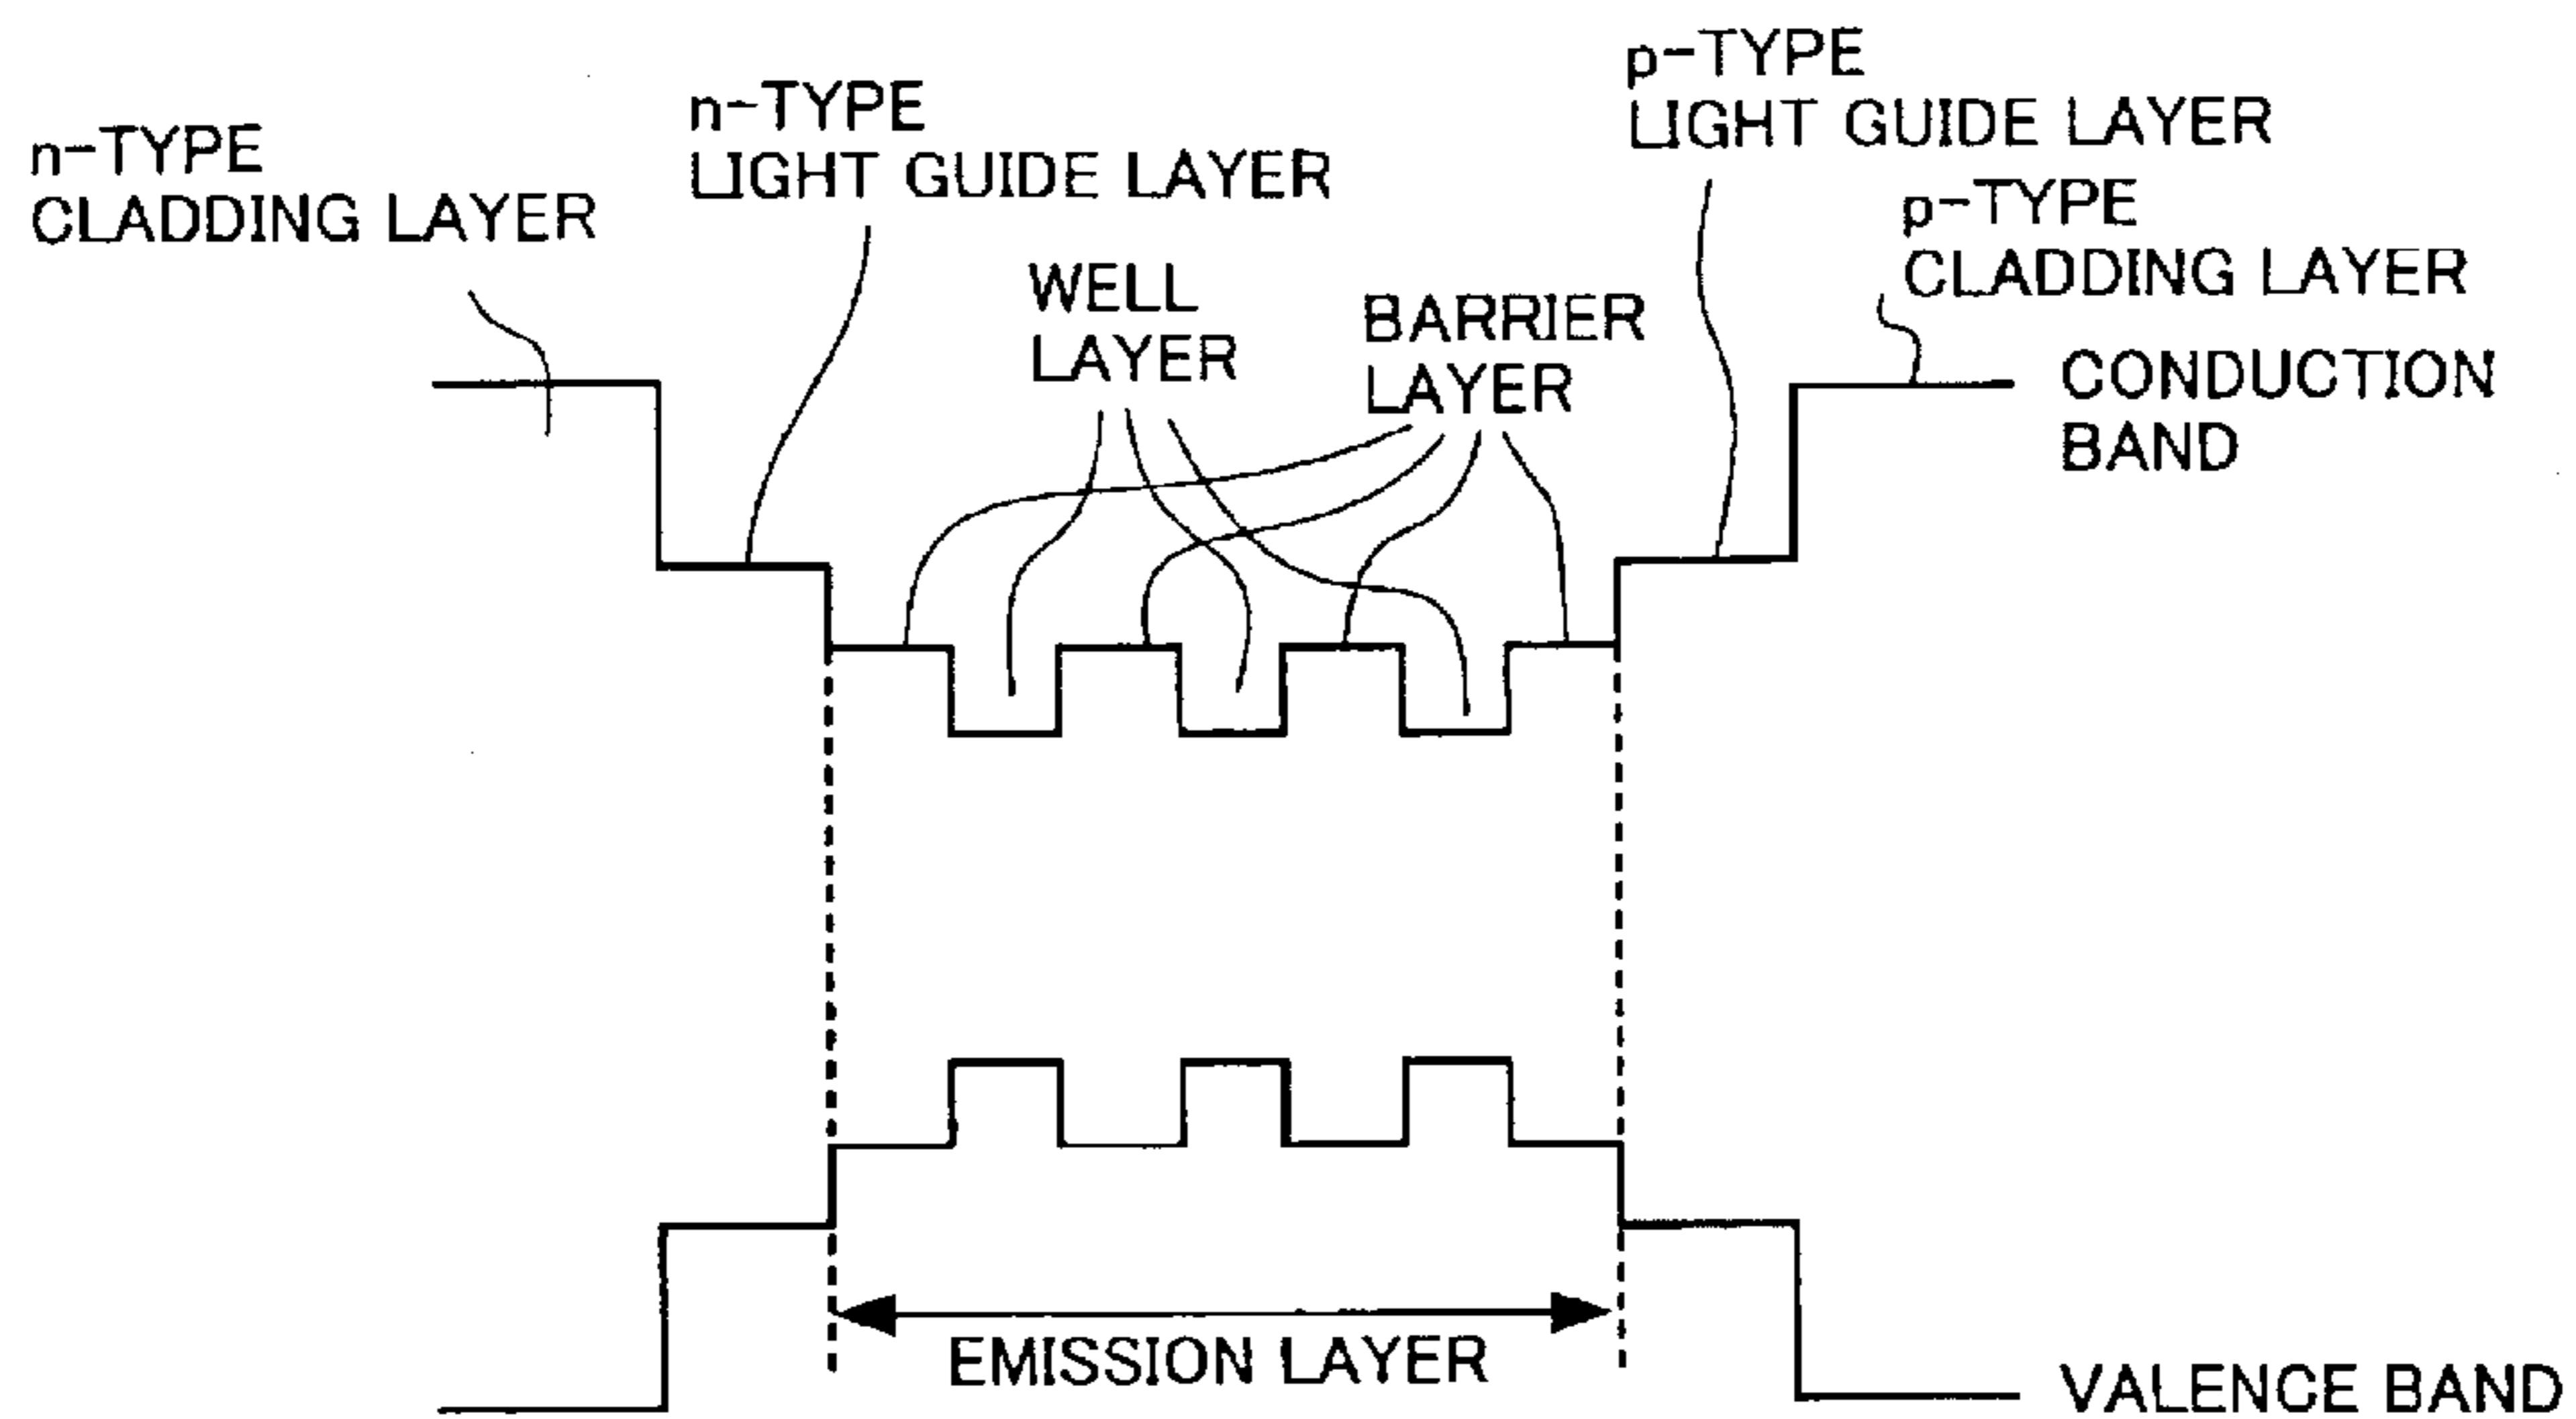 n-TYPE
CLADDING LAYER
n-TYPE
LIGHT GUIDE LAYER
WELL
LAYER
BARRIER
LAYER
p-TYPE
LIGHT GUIDE LAYER
p-TYPE
CLADDING LAYER
CONDUCTION
BAND
EMISSION LAYER
VALENCE BAND